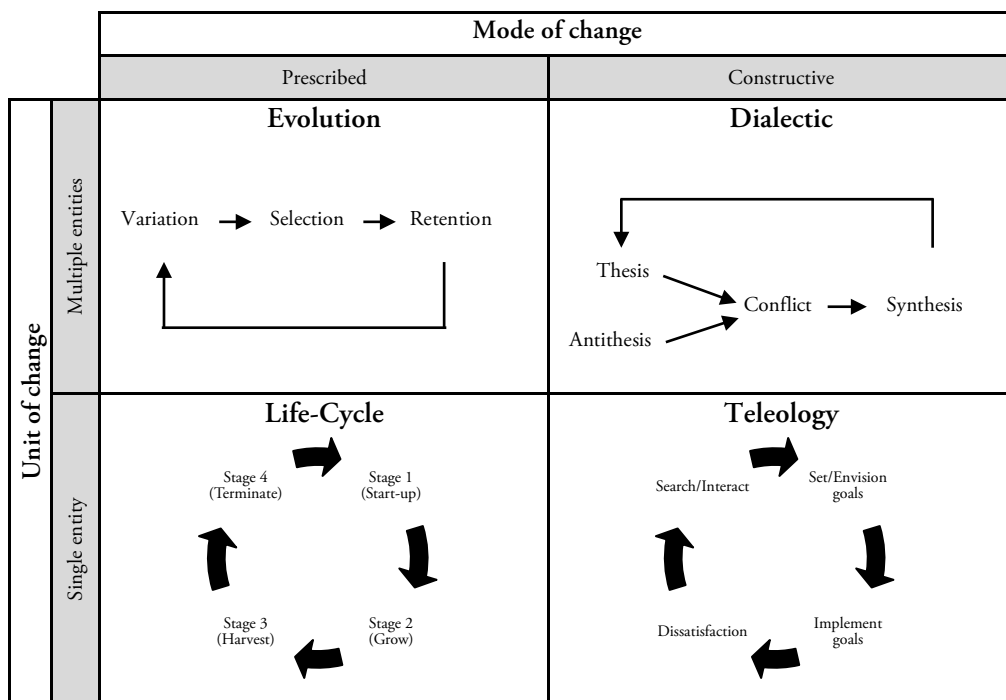 Mode of change
Prescribed
Constructive
Unit of change
Multiple entities
Evolution
Variation
Selection
Retention
Dialectic
Thesis
Antithesis
Conflict
Synthesis
Single entity
Life-Cycle
Stage 4
(Terminate)
Stage 1
(Start-up)
Stage 3
(Harvest)
Stage 2
(Grow)
Teleology
Search/Interact
Set/Envision
goals
Dissatisfaction
Implement
goals